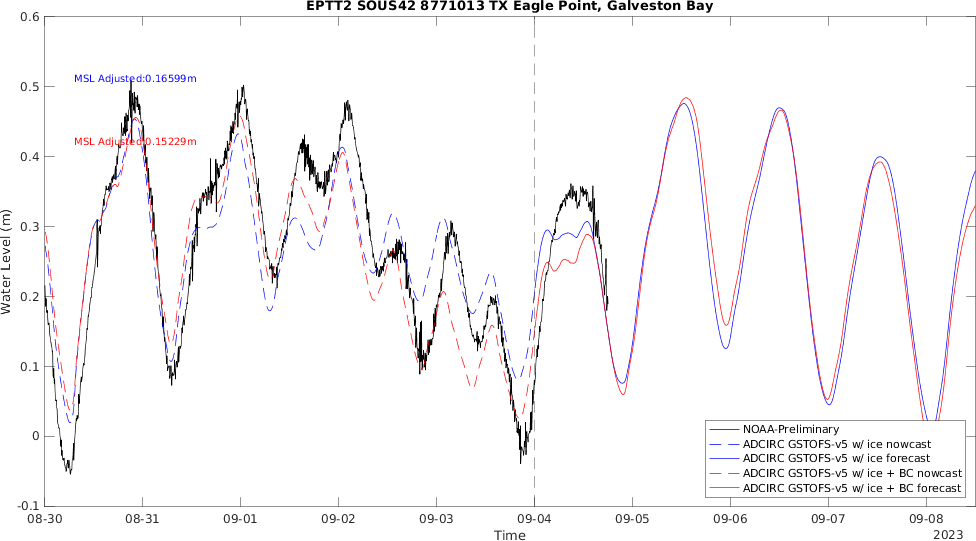 EPTT2 SOUS42 8771013 TX Eagle Point, Galveston Bay
0.6
0.5
0.4
0.3
0.2
0.1
0
-0.1
Water Level (m)
MSL Adjusted:0.16599m
MSL Adjusted:0.15229m
NOAA-Preliminary
ADCIRC GSTOFS-v5 w/ ice nowcast
ADCIRC GSTOFS-v5 w/ ice forecast
ADCIRC GSTOFS-v5 w/ ice + BC nowcast
ADCIRC GSTOFS-v5 w/ ice + BC forecast
08-30 08-31 09-01 09-02 09-03 09-04 09-05 09-06 09-07 09-08
Time
2023